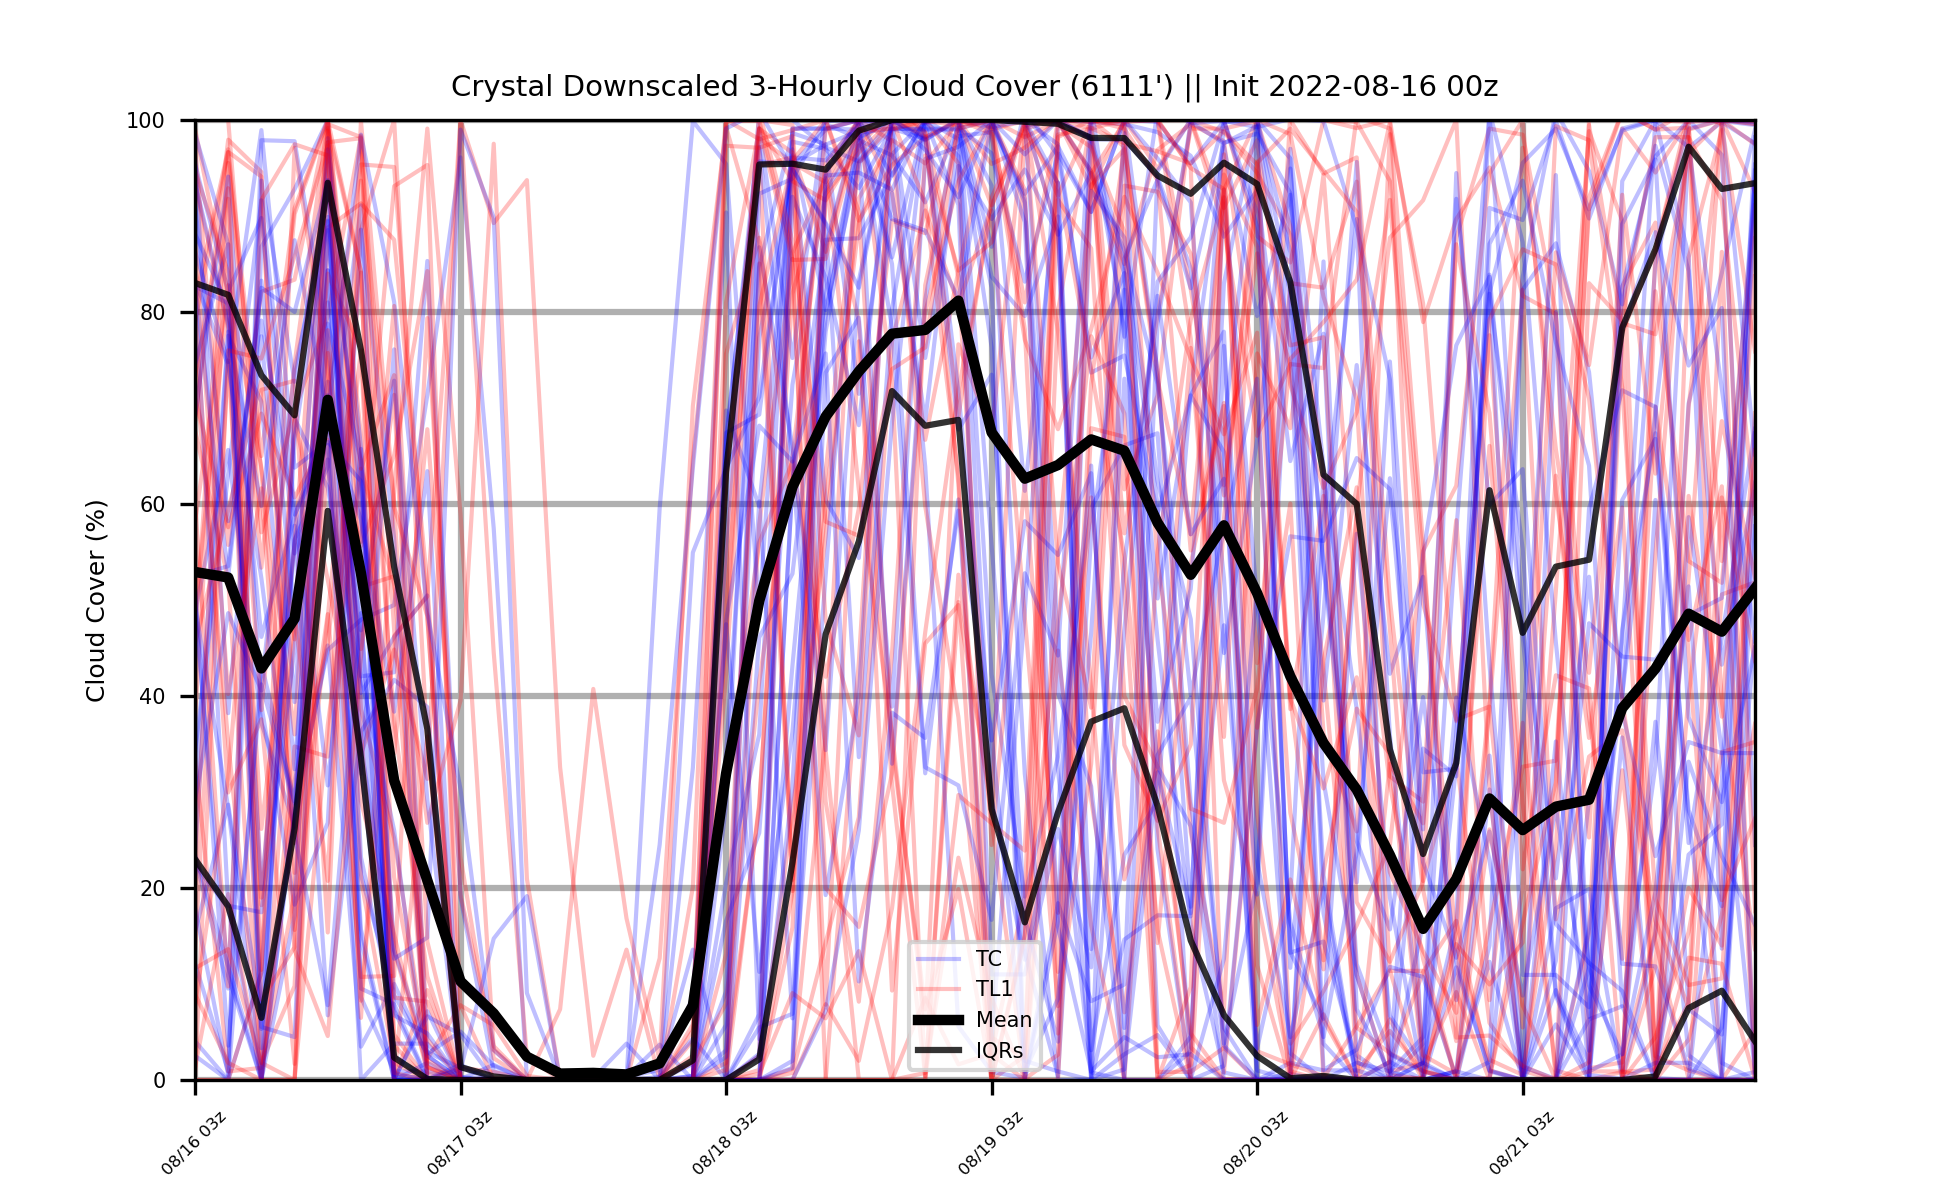 Crystal Downscaled 3-Hourly Cloud Cover (6111') || Init 2022-08-16 00z
Cloud Cover (%)
100
80
60
40
20
0
TC
TL1
Mean
IQRs
08/16 03z
08/17 03z
08/18 03z
08/19 03z
08/20 03z
08/21 03z